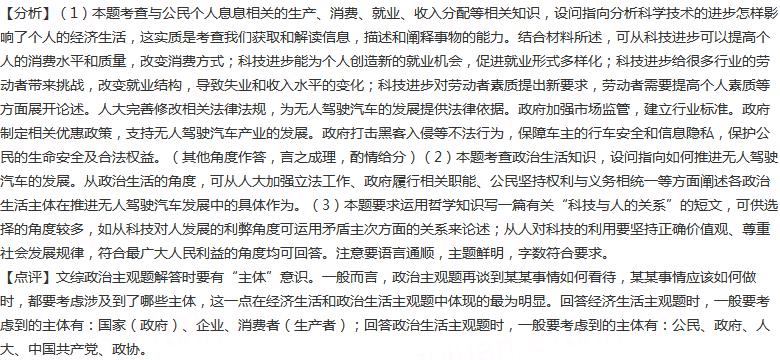 【分析】（1）本题考查与公民个人息息相关的生产、消费、就业、收入分配等相关知识，设问指向分析科学技术的进步怎样影
响了个人的经济生活，这实质是考查我们获取和解读信息，描述和阐释事物的能力。结合材料所述，可从科技进步可以提高个
人的消费水平和质量，改变消费方式；科技进步能为个人创造新的就业机会，促进就业形式多样化；科技进步给很多行业的劳
动者带来挑战，改变就业结构，导致失业和收入水平的变化；科技进步对劳动者素质提出新要求，劳动者需要提高个人素质等
方面展开论述。人大完善修改相关法律法规，为无人驾驶汽车的发展提供法律依据。政府加强市场监管，建立行业标准。政府
制定相关优惠政策，支持无人驾驶汽车产业的发展。政府打击黑客入侵等不法行为，保障车主的行车安全和信息隐私，保护公
民的生命安全及合法权益。（其他角度作答，言之成理，酌情给分）（2）本题考查政治生活知识，设问指向如何推进无人驾驶
汽车的发展。从政治生活的角度，可从人大加强立法工作、政府履行相关职能、公民坚持权利与义务相统一等方面阐述各政治
生活主体在推进无人驾驶汽车发展中的具体作为。（3）本题要求运用哲学知识写一篇有关“科技与人的关系”的短文，可供选
择的角度较多，如从科技对人发展的利弊角度可运用矛盾主次方面的关系来论述；从人对科技的利用要坚持正确价值观、尊重
社会发展规律，符合最广大人民利益的角度均可回答。注意要语言通顺，主题鲜明，字数符合要求。
【点评】文综政治主观题解答时要有“主体”意识。一般而言，政治主观题再谈到某某事情如何看待，某某事情应该如何做
时，都要考虑涉及到了哪些主体，这一点在经济生活和政治生活主观题中体现的最为明显。回答经济生活主观题时，一般要考
虑到的主体有：国家（政府）、企业、消费者（生产者）；回答政治生活主观题时，一般要考虑到的主体有：公民、政府、人
大、中国共产党、政协。